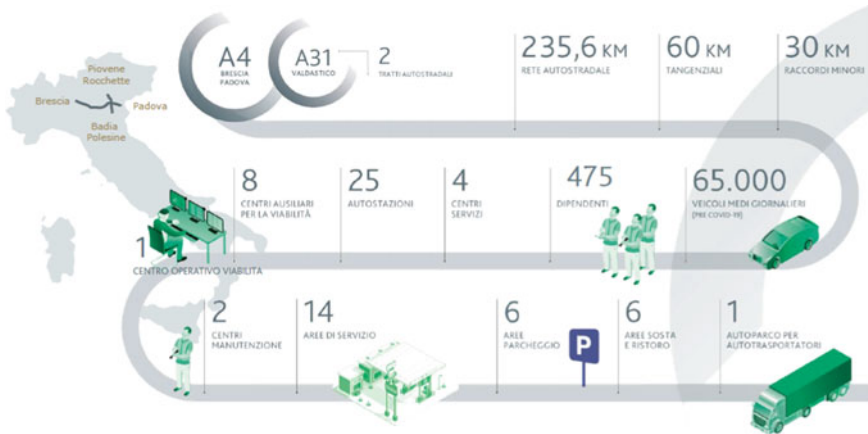 A4
BRESCIA
PADOVA
A31
VALDASTICO
2
TRATTI AUTOSTRADALI
235,6 KM
RETE AUTOSTRADALE
60 KM
TANGENZIALI
30 KM
RACCORDI MINORI
Piovene
Rocchette
Brescia
Padova
Badia
Polesine
8
CENTRI AUSILIARI
PER LA VIABILITÀ
25
AUTOSTAZIONI
4
CENTRI
SERVIZI
475
DIPENDENTI
65.000
VEICOLI MEDI GIORNALIERI
(PRE COVID-19)
1
CENTRO OPERATIVO VIABILITÀ
2
CENTRI
MANUTENZIONE
14
AREE DI SERVIZIO
6
AREE
PARCHEGGIO
P
6
AREE SOSTA
E RISTORO
1
AUTOPARCO PER
AUTOTRASPORTATORI